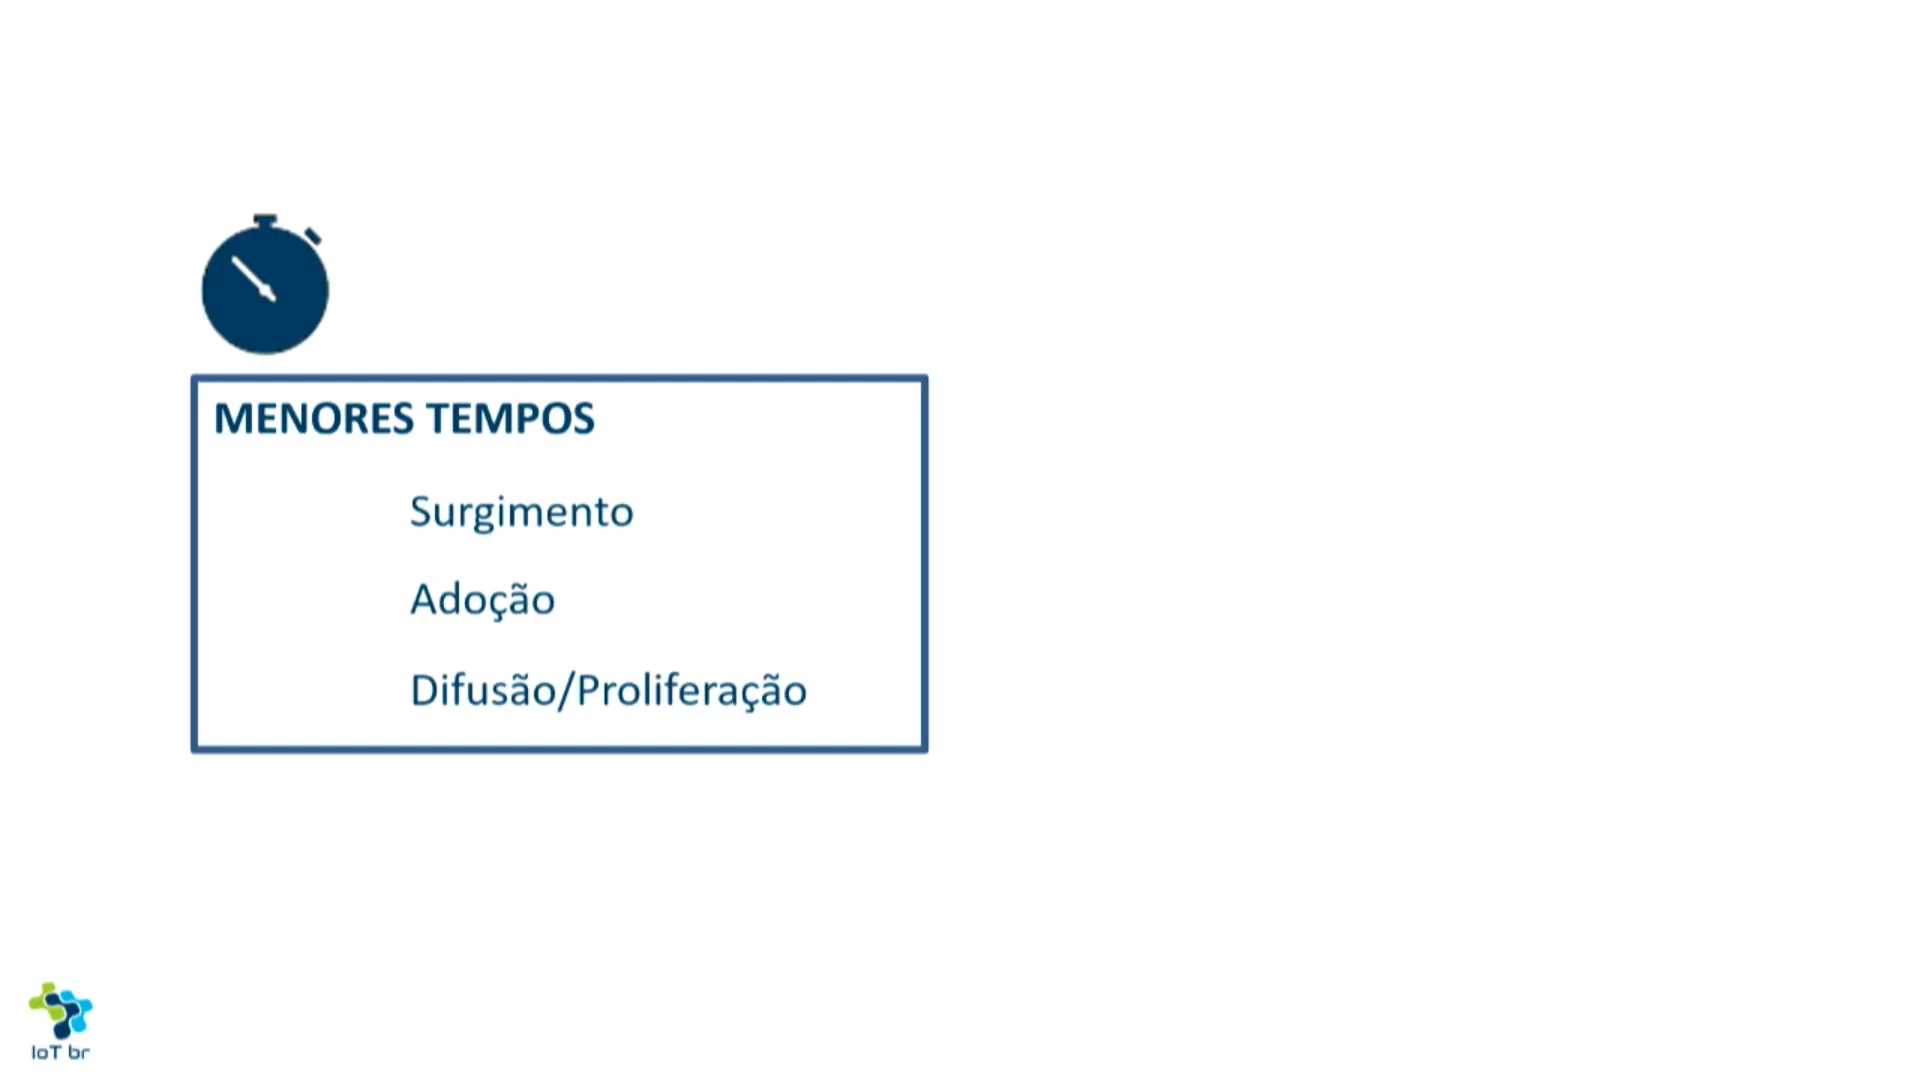 MENORES TEMPOS
Surgimento
Adoção
Difusão/Proliferação
IoT br